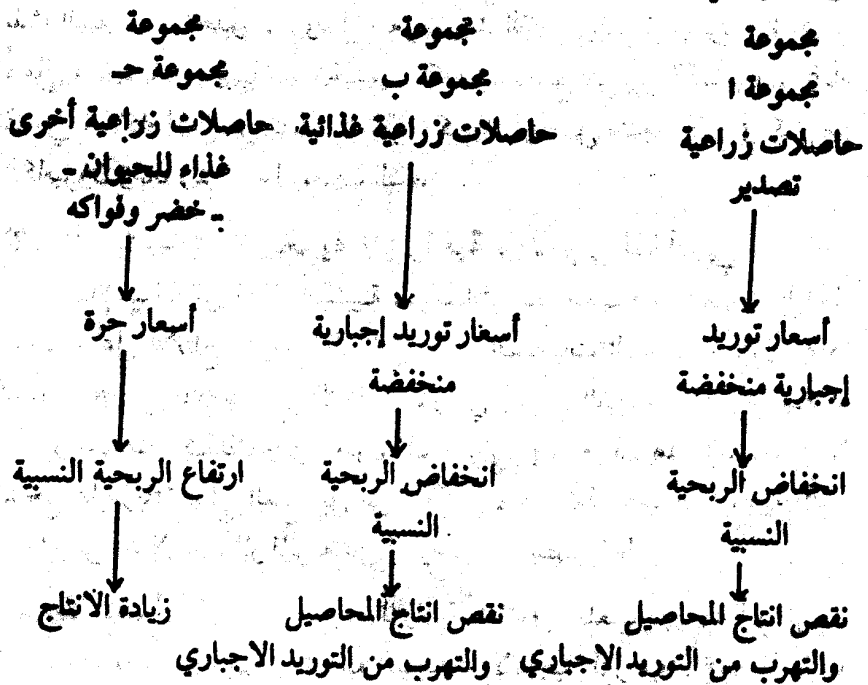 مجموعة
مجموعة ا
حاصلات زراعية
تصدير
أسعار توريد
إجبارية منخفضة
انخفاض الربحية
النسبية
نقص انتاج المحاصيل
والتهرب من التوريد الاجباري
مجموعة
مجموعة ب
حاصلات زراعية غذائية
أسعار توريد إجبارية
منخفضة
انخفاض الربحية
النسبية
نقص انتاج المحاصيل
والتهرب من التوريد الاجباري
مجموعة
مجموعة حـ
حاصلات زراعية أخرى
غذاء للحيوان -
- خضر وفواكه
أسعار حرة
ارتفاع الربحية النسبية
زيادة الانتاج